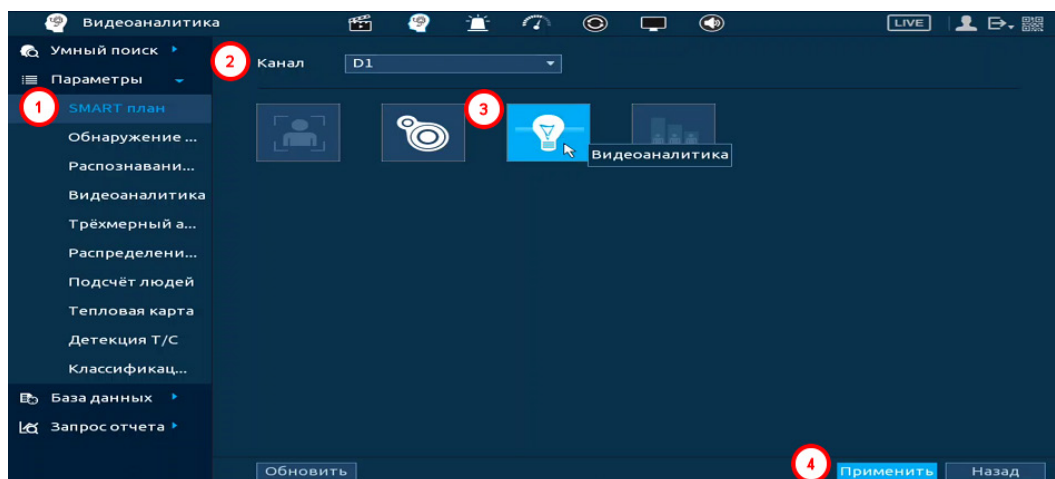 Видеоаналитика
LIVE
Умный поиск
2 Канал D1
Параметры
1 SMART план
3
Обнаружение ...
Видеоаналитика
Распознавани...
Видеоаналитика
Трёхмерный а...
Распределени...
Подсчёт людей
Тепловая карта
Детекция Т/С
Классификац...
База данных
Запрос отчета
Обновить
4 Применить Назад